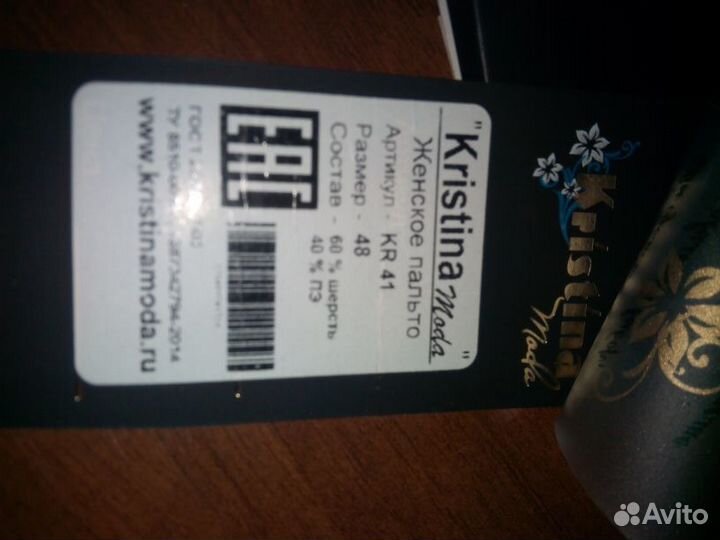 "Kristina Moda"
Женское пальто
Артикул - KR 41
Размер - 48
Состав - 60 % шерсть
40 % ПЭ
EAC
ГОСТ
www.kristinamoda.ru
Kristina
Moda
Avito